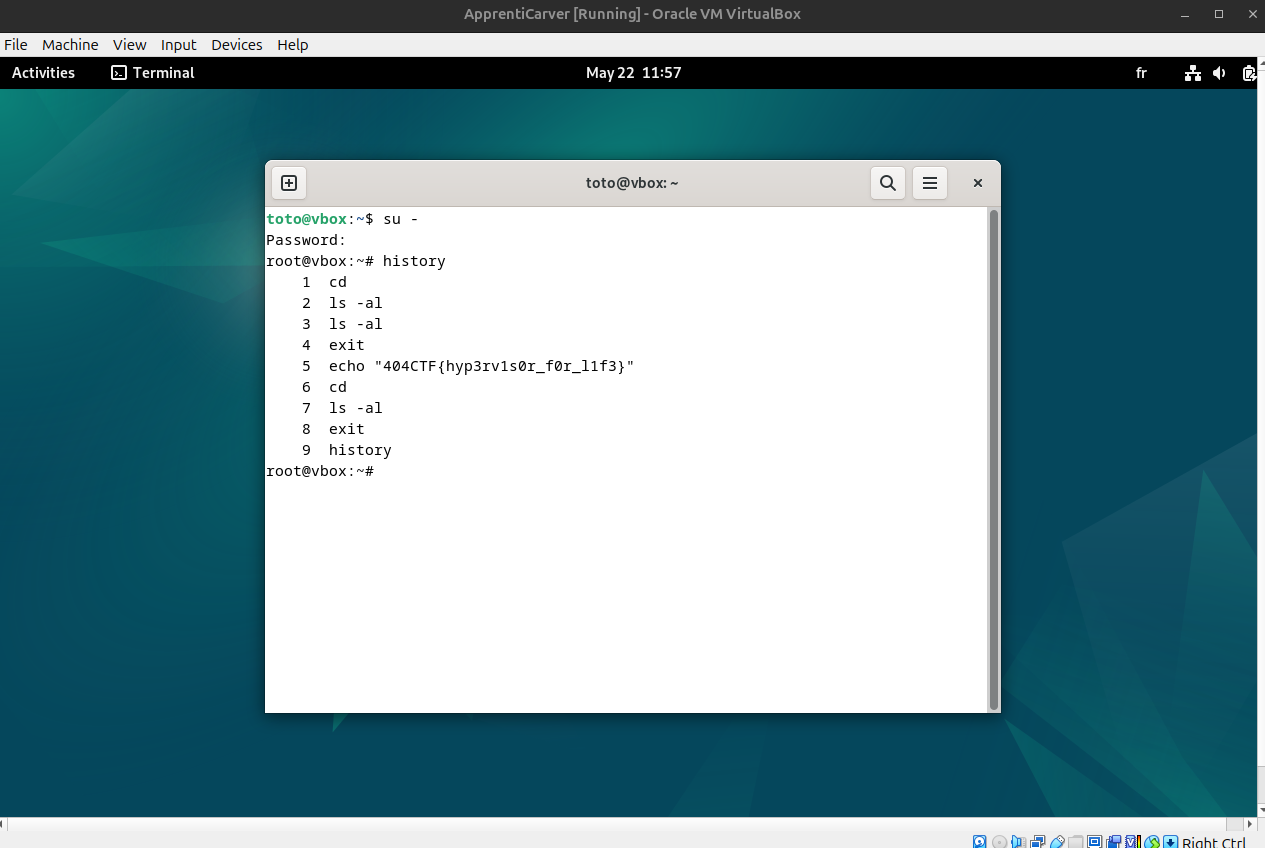 ApprentiCarver [Running] - Oracle VM VirtualBox
File Machine View Input Devices Help
Activities Terminal May 22 11:57 fr
toto@vbox: ~
toto@vbox:~$ su -
Password:
root@vbox:~# history
1 cd
2 ls -al
3 ls -al
4 exit
5 echo "404CTF{hyp3rv1s0r_f0r_l1f3}"
6 cd
7 ls -al
8 exit
9 history
root@vbox:~#
Right Ctrl